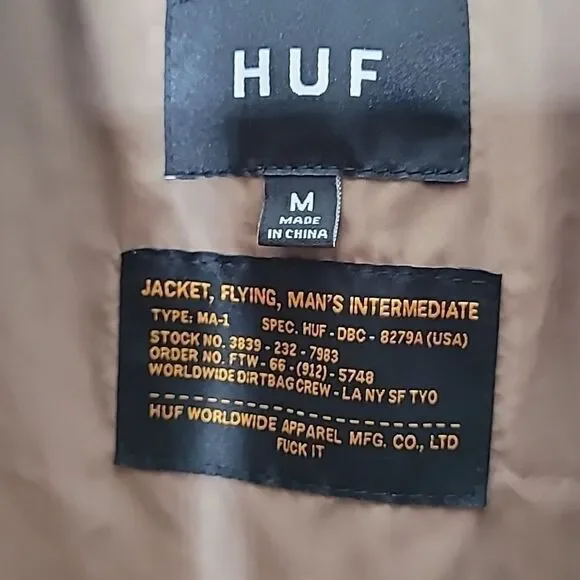 HUF
M
MADE
IN CHINA
JACKET, FLYING, MAN'S INTERMEDIATE
TYPE: MA-1 SPEC. HUF - DBC - 8279A (USA)
STOCK NO. 3839 - 232 - 7983
ORDER NO. FTW - 66 - (912) - 5748
WORLDWIDE DIRTBAG CREW - LA NY SF TYO
HUF WORLDWIDE APPAREL MFG. CO., LTD
FUCK IT